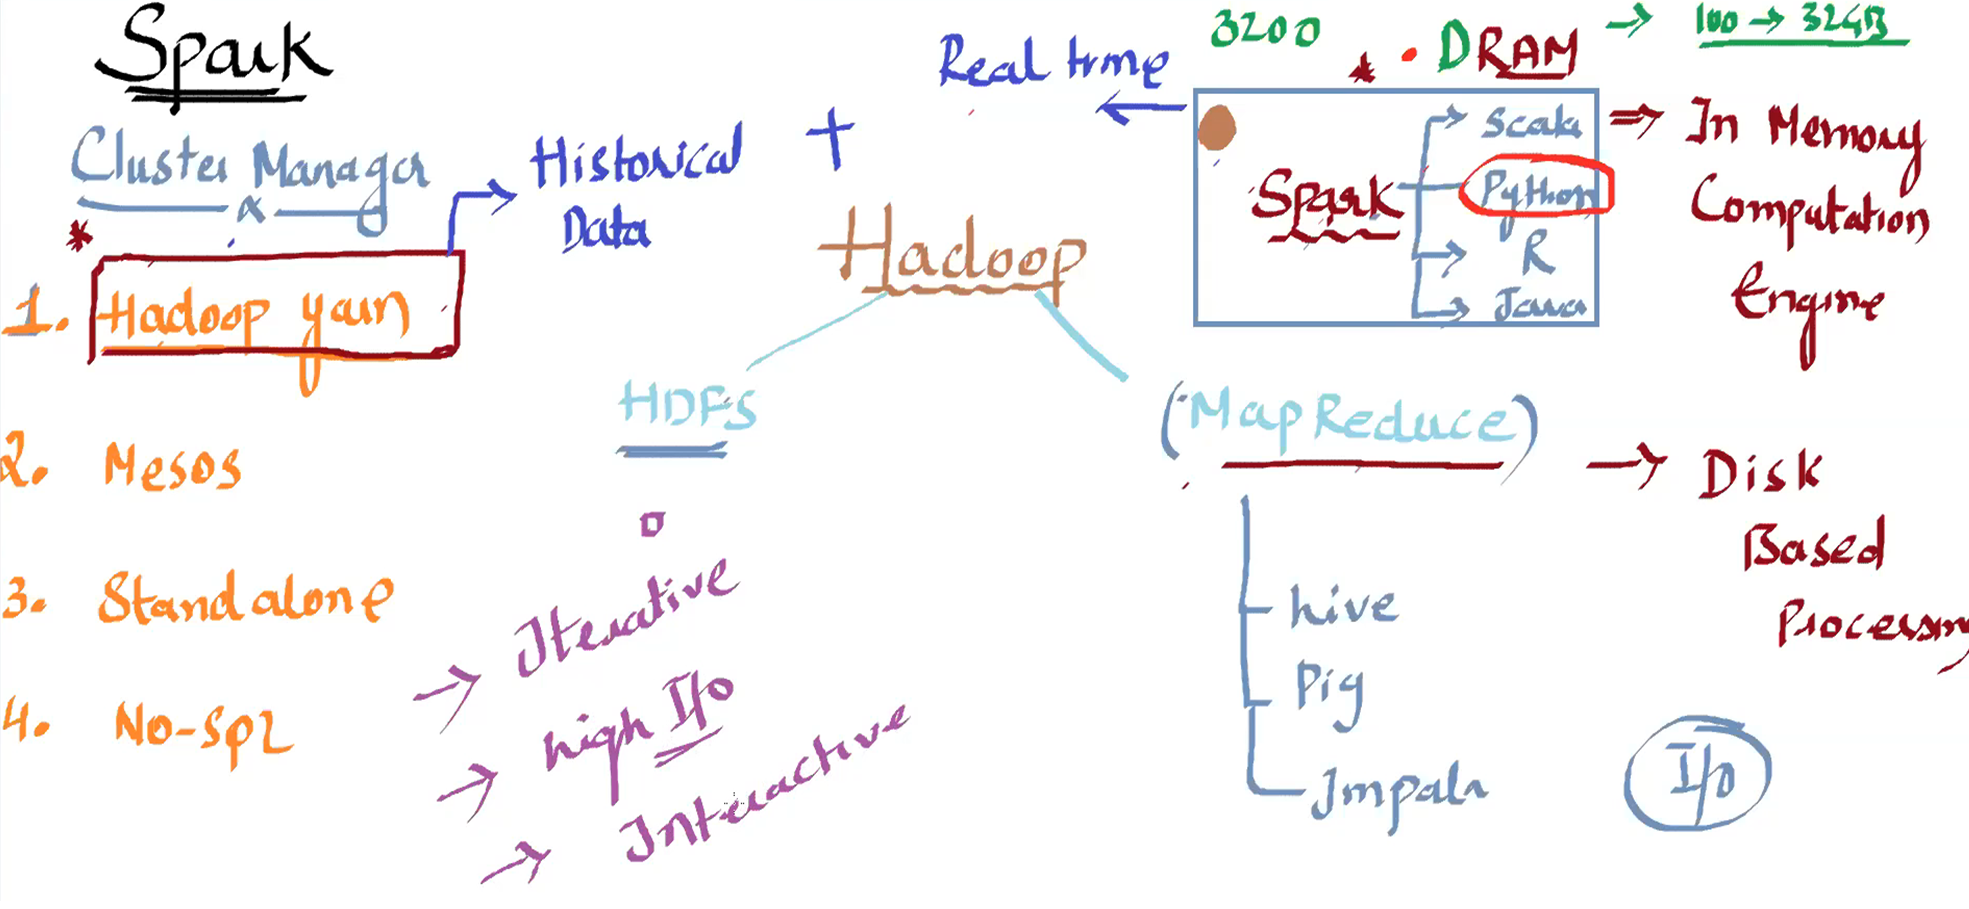 Spark
Cluster Manager
*
1. Hadoop yarn
2. Mesos
3. Standalone
4. No-SQL
Historical
Data
+
Real time
Hadoop
HDFS
→ Iterative
→ high I/o
→ Interactive
3200
* • DRAM → 100 → 32GB
Spark
Scala
Python
R
Java
⇒ In Memory
Computation
Engine
(MapReduce)
hive
Pig
Impala
→ Disk
Based
Processing
I/o